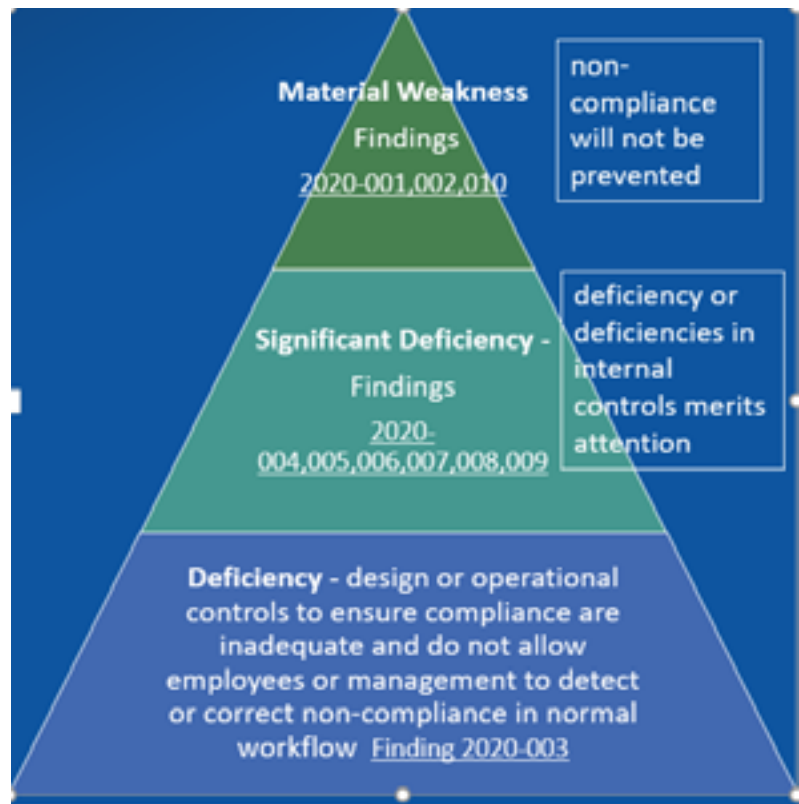 Material Weakness
Findings
2020-001,002,010
non-
compliance
will not be
prevented
Significant Deficiency -
Findings
2020-
004,005,006,007,008,009
deficiency or
deficiencies in
internal
controls merits
attention
Deficiency - design or operational
controls to ensure compliance are
inadequate and do not allow
employees or management to detect
or correct non-compliance in normal
workflow Finding 2020-003